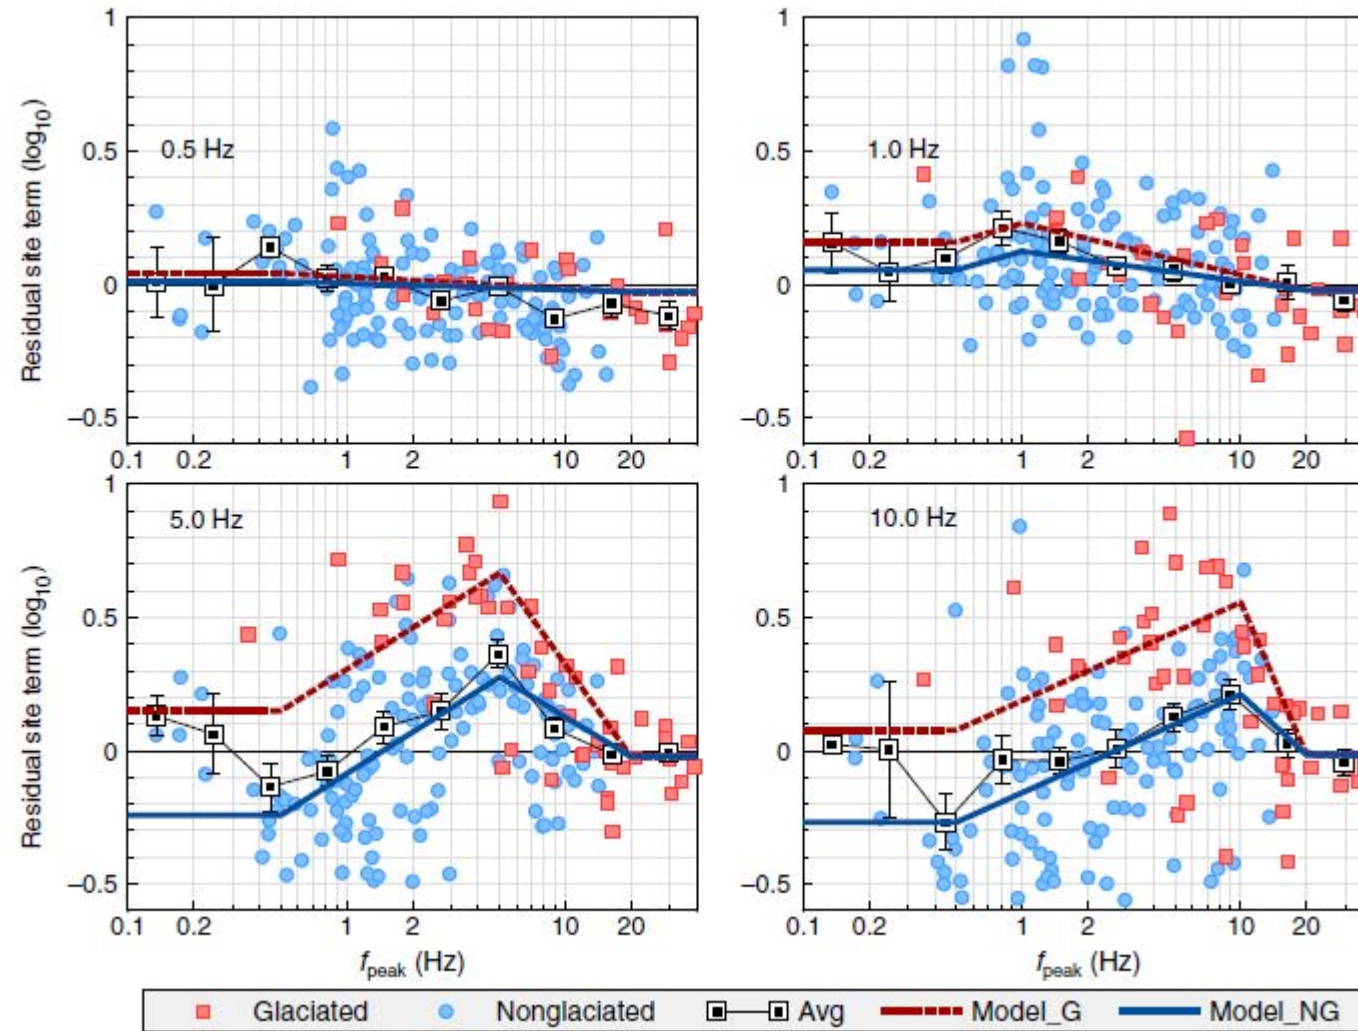 1
0.5
0
−0.5
Residual site term (log10)
0.5 Hz
0.1 0.2 1 2 10 20
1
0.5
0
−0.5
1.0 Hz
0.1 0.2 1 2 10 20
1
0.5
0
−0.5
Residual site term (log10)
5.0 Hz
0.1 0.2 1 2 10 20
fpeak (Hz)
1
0.5
0
−0.5
10.0 Hz
0.1 0.2 1 2 10 20
fpeak (Hz)
Glaciated Nonglaciated Avg Model_G Model_NG